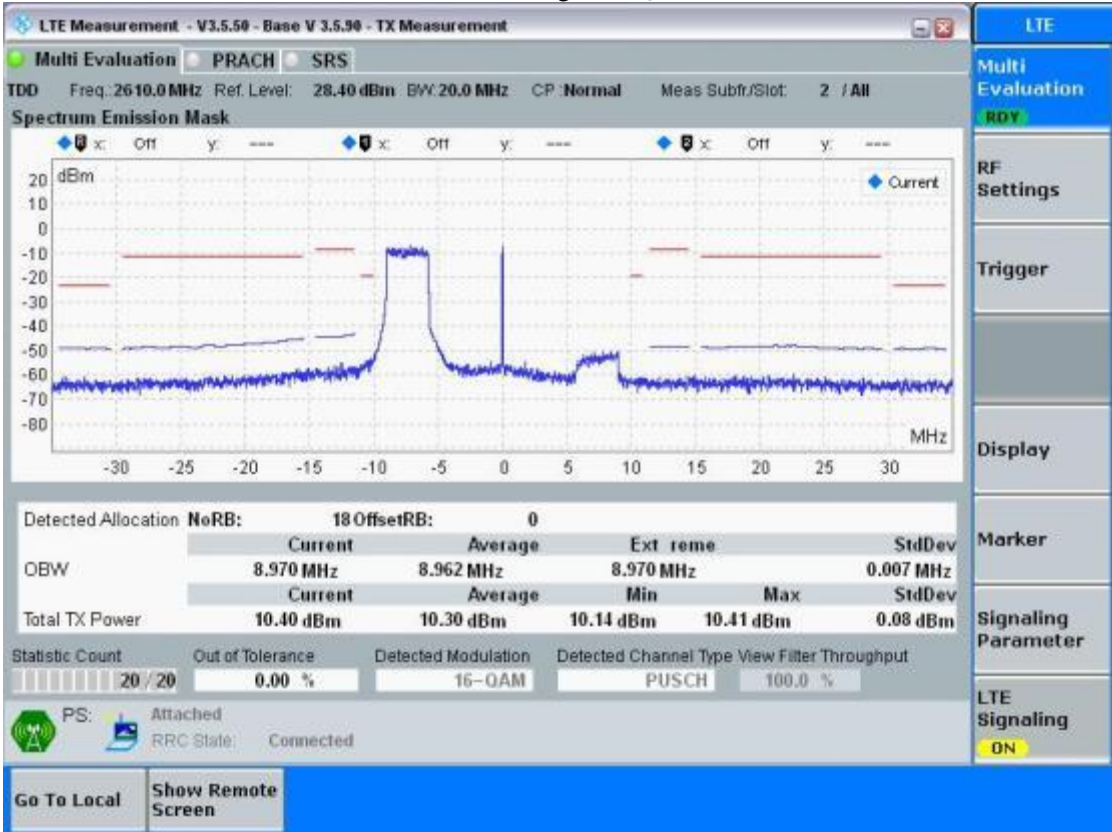 LTE Measurement - V3.5.50 - Base V 3.5.90 - TX Measurement
LTE
Multi Evaluation PRACH SRS
Multi Evaluation
RDY
TDD Freq.:2610.0 MHz Ref. Level: 28.40 dBm BW:20.0 MHz CP :Normal Meas Subfr./Slot: 2 / All
Spectrum Emission Mask
x: Off y: --- x: Off y: --- x: Off y: ---
dBm
Current
20
10
0
-10
-20
-30
-40
-50
-60
-70
-80
MHz
-30 -25 -20 -15 -10 -5 0 5 10 15 20 25 30
RF Settings
Trigger
Display
Marker
Signaling Parameter
LTE Signaling
ON
Detected Allocation NoRB: 18 OffsetRB: 0
Current Average Ext reme StdDev
OBW 8.970 MHz 8.962 MHz 8.970 MHz 0.007 MHz
Current Average Min Max StdDev
Total TX Power 10.40 dBm 10.30 dBm 10.14 dBm 10.41 dBm 0.08 dBm
Statistic Count Out of Tolerance Detected Modulation Detected Channel Type View Filter Throughput
20 / 20 0.00 % 16-QAM PUSCH 100.0 %
PS: Attached
RRC State: Connected
Go To Local
Show Remote Screen